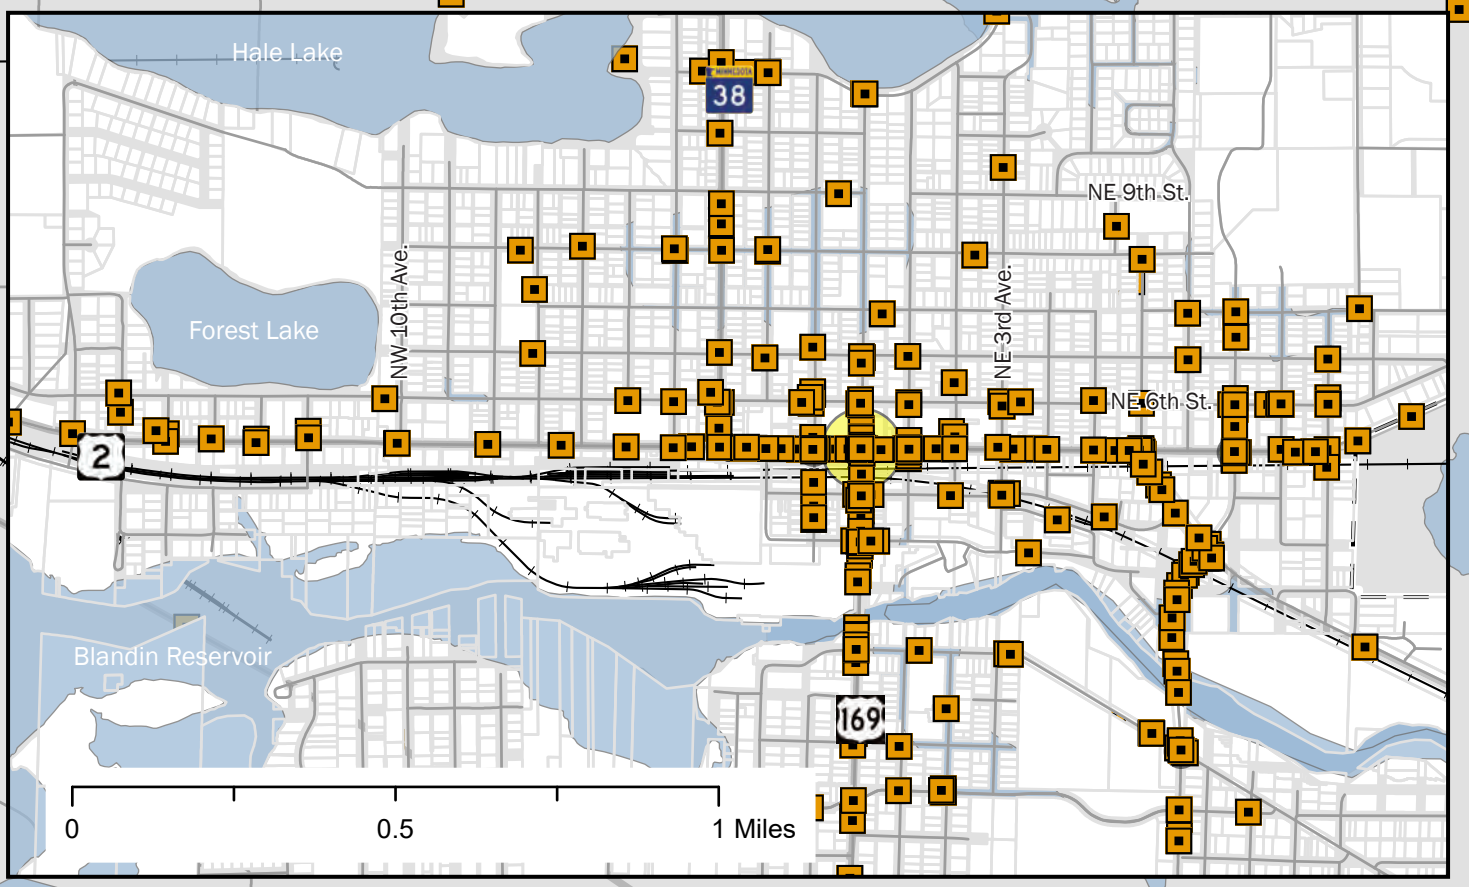 Hale Lake
MINNESOTA
38
NE 9th St.
NW 10th Ave.
NE 3rd Ave.
Forest Lake
NE 6th St.
2
Blandin Reservoir
169
0 0.5 1 Miles